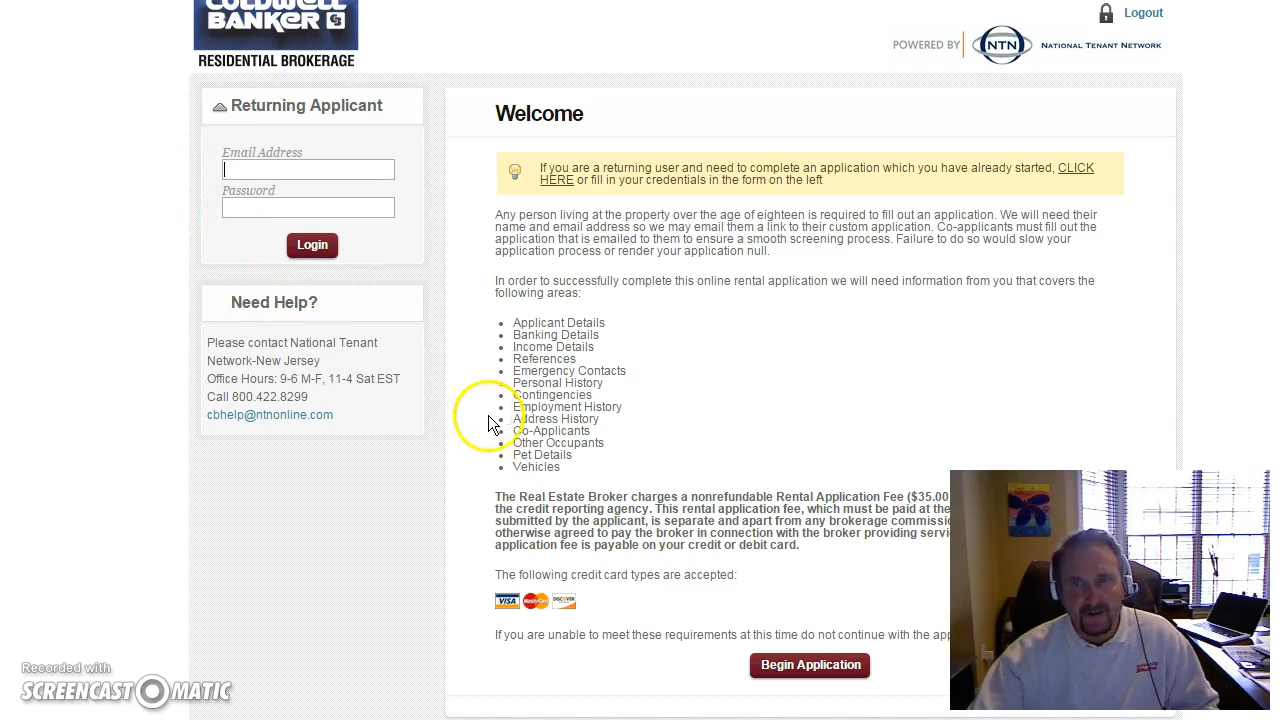 COLDWELL
BANKER CB
RESIDENTIAL BROKERAGE
Logout
POWERED BY NTN NATIONAL TENANT NETWORK
Returning Applicant
Email Address
Password
Login
Need Help?
Please contact National Tenant
Network-New Jersey
Office Hours: 9-6 M-F, 11-4 Sat EST
Call 800.422.8299
cbhelp@ntnonline.com
Welcome
If you are a returning user and need to complete an application which you have already started, CLICK
HERE or fill in your credentials in the form on the left
Any person living at the property over the age of eighteen is required to fill out an application. We will need their
name and email address so we may email them a link to their custom application. Co-applicants must fill out the
application that is emailed to them to ensure a smooth screening process. Failure to do so would slow your
application process or render your application null.
In order to successfully complete this online rental application we will need information from you that covers the
following areas:
Applicant Details
Banking Details
Income Details
References
Emergency Contacts
Personal History
Contingencies
Employment History
Address History
Co-Applicants
Other Occupants
Pet Details
Vehicles
The Real Estate Broker charges a nonrefundable Rental Application Fee ($35.00
the credit reporting agency. This rental application fee, which must be paid at the
submitted by the applicant, is separate and apart from any brokerage
otherwise agreed to pay the broker in connection with the broker providing
application fee is payable on your credit or debit card.
The following credit card types are accepted:
VISA MasterCard DISCOVER
If you are unable to meet these requirements at this time do not continue with the
Begin Application
Recorded with
SCREENCAST-O-MATIC